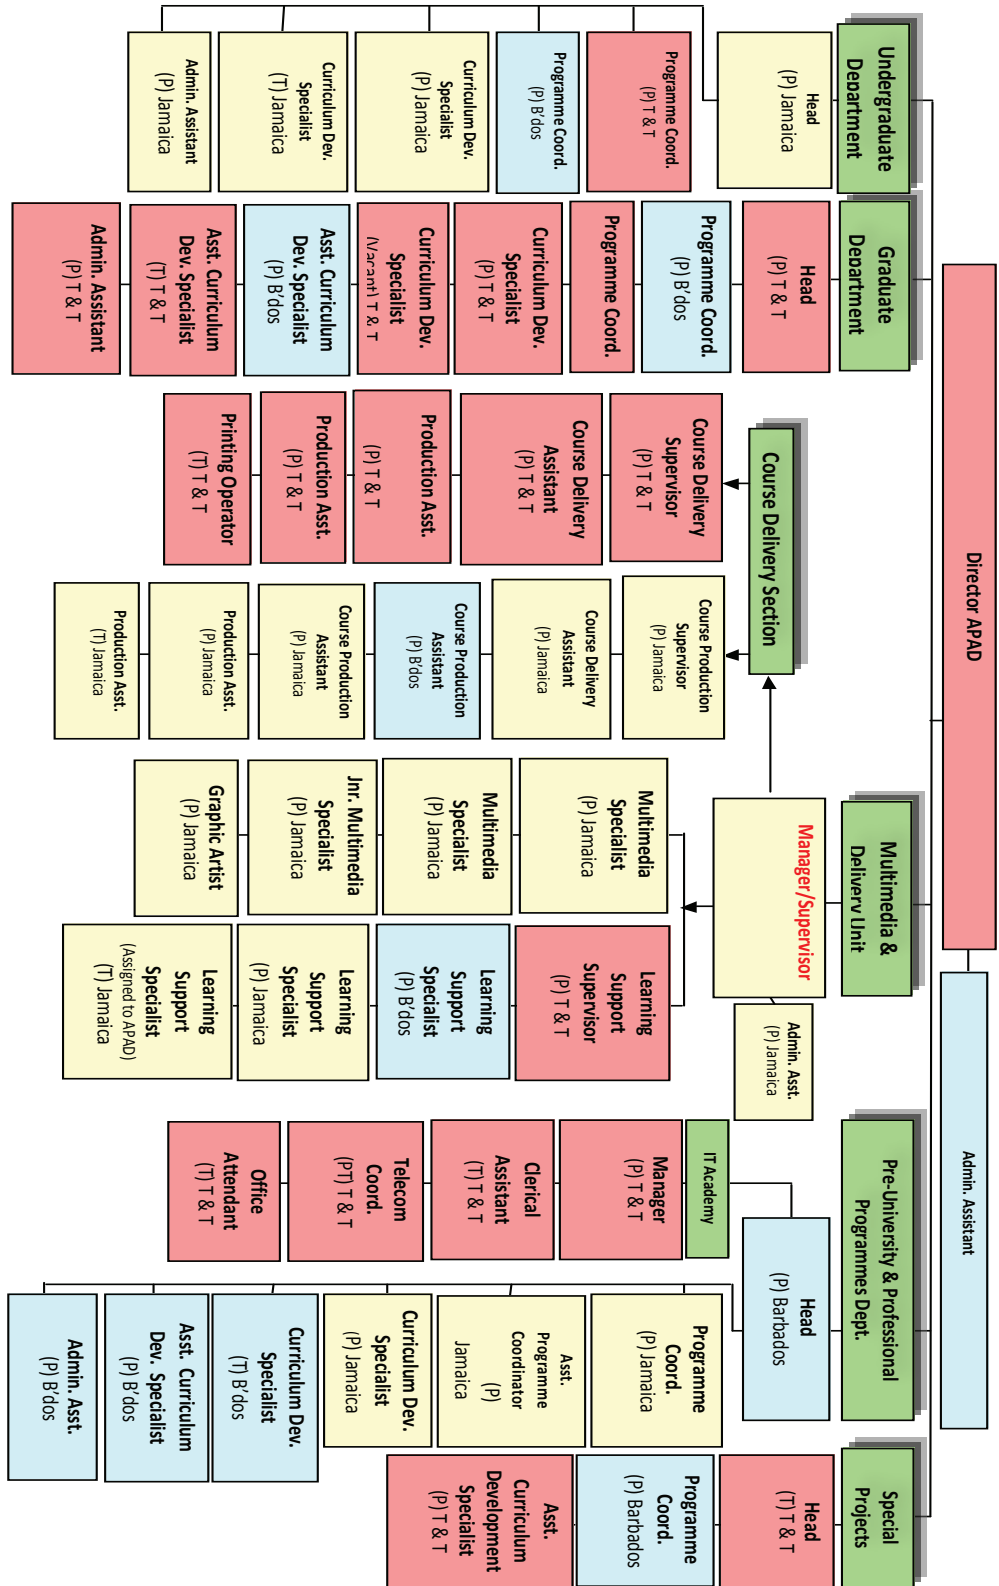 Director APAD
Admin. Assistant
Undergraduate
Department
Head
(P) Jamaica
Programme Coord.
(P) T & T
Programme Coord.
(P) B'dos
Curriculum Dev.
Specialist
(P) Jamaica
Curriculum Dev.
Specialist
(T) Jamaica
Admin. Assistant
(P) Jamaica
Graduate
Department
Head
(P) T & T
Programme Coord.
(P) B'dos
Programme Coord.
Curriculum Dev.
Specialist
(P) T & T
Curriculum Dev.
Specialist
(Vacant) T & T
Asst. Curriculum
Dev. Specialist
(P) B'dos
Asst. Curriculum
Dev. Specialist
(T) T & T
Admin. Assistant
(P) T & T
Course Delivery Section
Course Delivery
Supervisor
(P) T & T
Course Delivery
Assistant
(P) T & T
Production Asst.
(P) T & T
Production Asst.
(P) T & T
Printing Operator
(T) T & T
Course Production
Supervisor
(P) Jamaica
Course Delivery
Assistant
(P) Jamaica
Course Production
Assistant
(P) B'dos
Course Production
Assistant
(P) Jamaica
Production Asst.
(P) Jamaica
Production Asst.
(T) Jamaica
Multimedia &
Delivery Unit
Manager/Supervisor
Admin. Asst.
(P) Jamaica
Multimedia
Specialist
(P) Jamaica
Multimedia
Specialist
(P) Jamaica
Jnr. Multimedia
Specialist
(P) Jamaica
Graphic Artist
(P) Jamaica
Learning
Support
Supervisor
(P) T & T
Learning
Support
Specialist
(P) B'dos
Learning
Support
Specialist
(P) Jamaica
Learning
Support
Specialist
(Assigned to APAD)
(T) Jamaica
Pre-University & Professional
Programmes Dept.
Head
(P) Barbados
IT Academy
Manager
(P) T & T
Clerical
Assistant
(T) T & T
Telecom
Coord.
(PT) T & T
Office
Attendant
(T) T & T
Programme
Coord.
(P) Jamaica
Asst.
Programme
Coordinator
(P)
Jamaica
Curriculum Dev.
Specialist
(P) Jamaica
Curriculum Dev.
Specialist
(T) B'dos
Asst. Curriculum
Dev. Specialist
(P) B'dos
Admin. Asst.
(P) B'dos
Special
Projects
Head
(T) T & T
Programme
Coord.
(P) Barbados
Asst.
Curriculum
Development
Specialist
(P) T & T